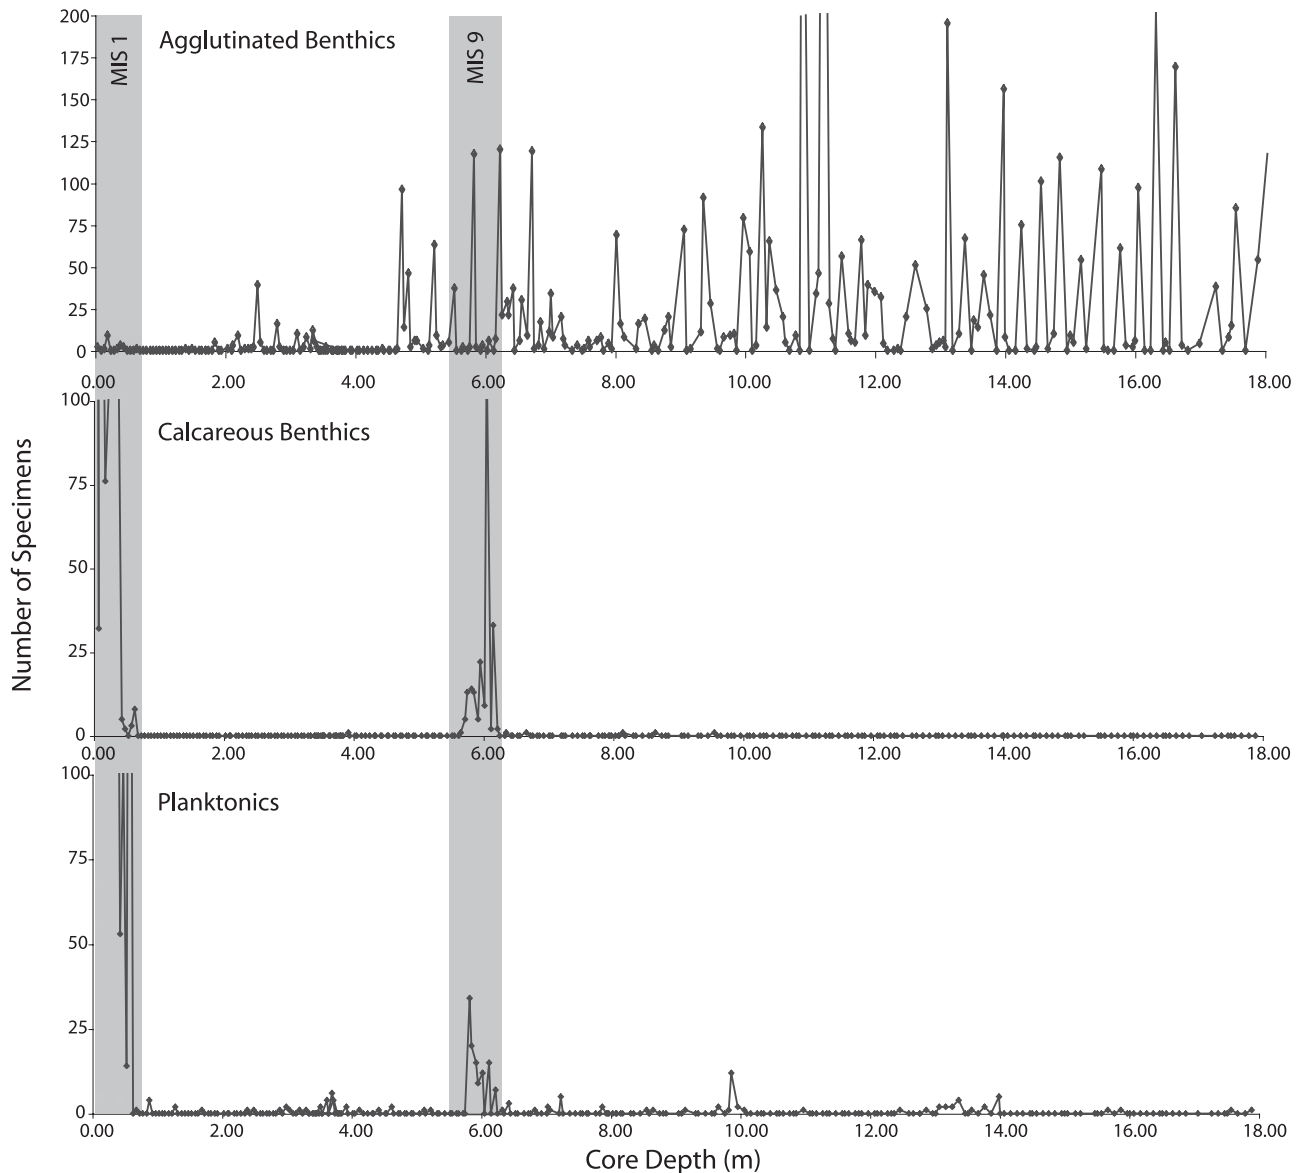 200
MIS 1
Agglutinated Benthics
MIS 9
175
150
125
100
75
50
25
0
0.00 2.00 4.00 6.00 8.00 10.00 12.00 14.00 16.00 18.00
100
Calcareous Benthics
75
50
25
0
0.00 2.00 4.00 6.00 8.00 10.00 12.00 14.00 16.00 18.00
Number of Specimens
100
Planktonics
75
50
25
0
0.00 2.00 4.00 6.00 8.00 10.00 12.00 14.00 16.00 18.00
Core Depth (m)